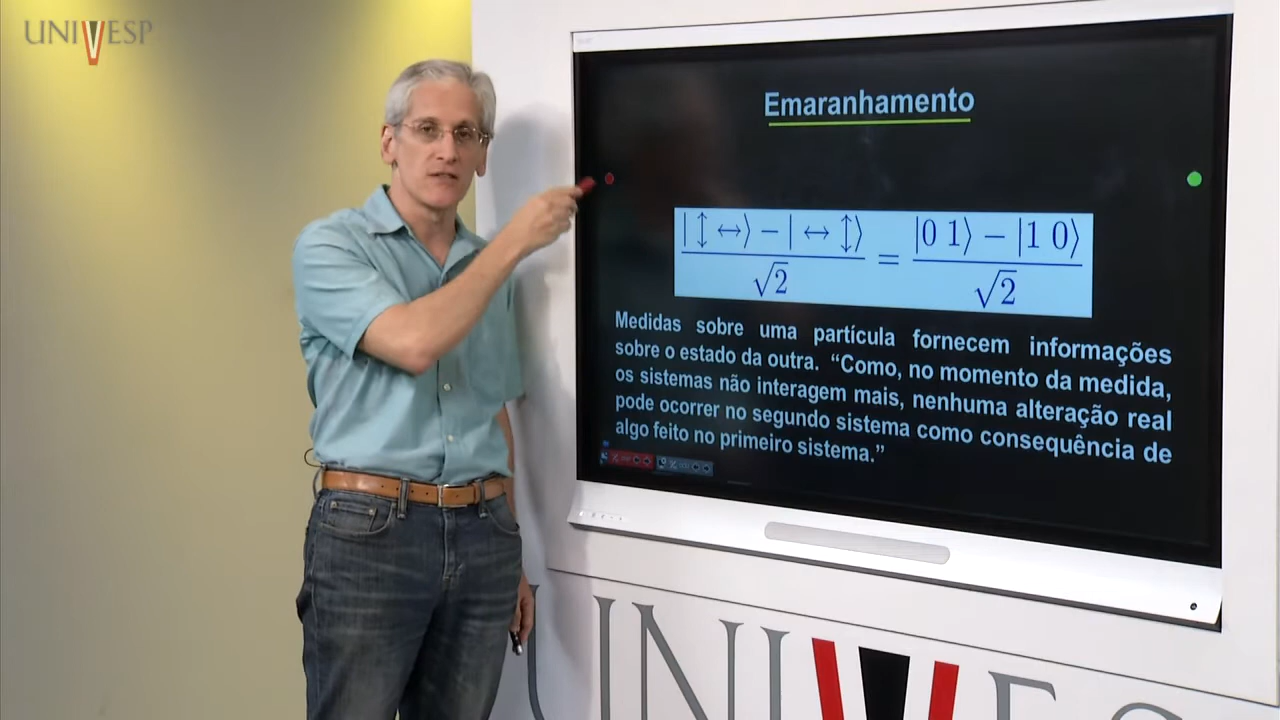 UNIVESP
Emaranhamento
|↕ ↔⟩ − |↔ ↕⟩ / √2 = |0 1⟩ − |1 0⟩ / √2
Medidas sobre uma partícula fornecem informações
sobre o estado da outra. “Como, no momento da medida,
os sistemas não interagem mais, nenhuma alteração real
pode ocorrer no segundo sistema como consequência de
algo feito no primeiro sistema.”
UNIVESP